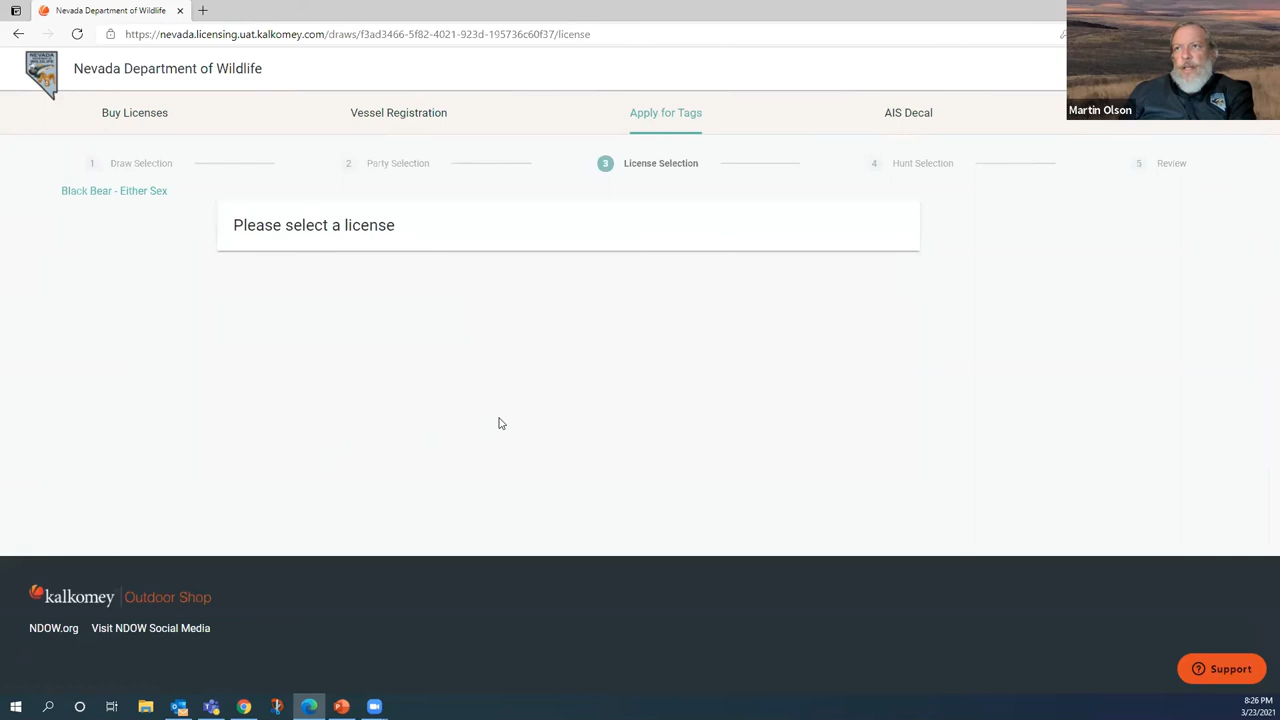 Nevada Department of Wildlife
https://nevada.licensing.uat.kalkomey.com/draws/f3ad3466-5f82-4021-923d-195736c60f37/license
Nevada Department of Wildlife
Martin Olson
Buy Licenses
Vessel Registration
Apply for Tags
AIS Decal
1 Draw Selection
2 Party Selection
3 License Selection
4 Hunt Selection
5 Review
Black Bear - Either Sex
Please select a license
kalkomey Outdoor Shop
NDOW.org Visit NDOW Social Media
Support
8:26 PM
3/23/2021